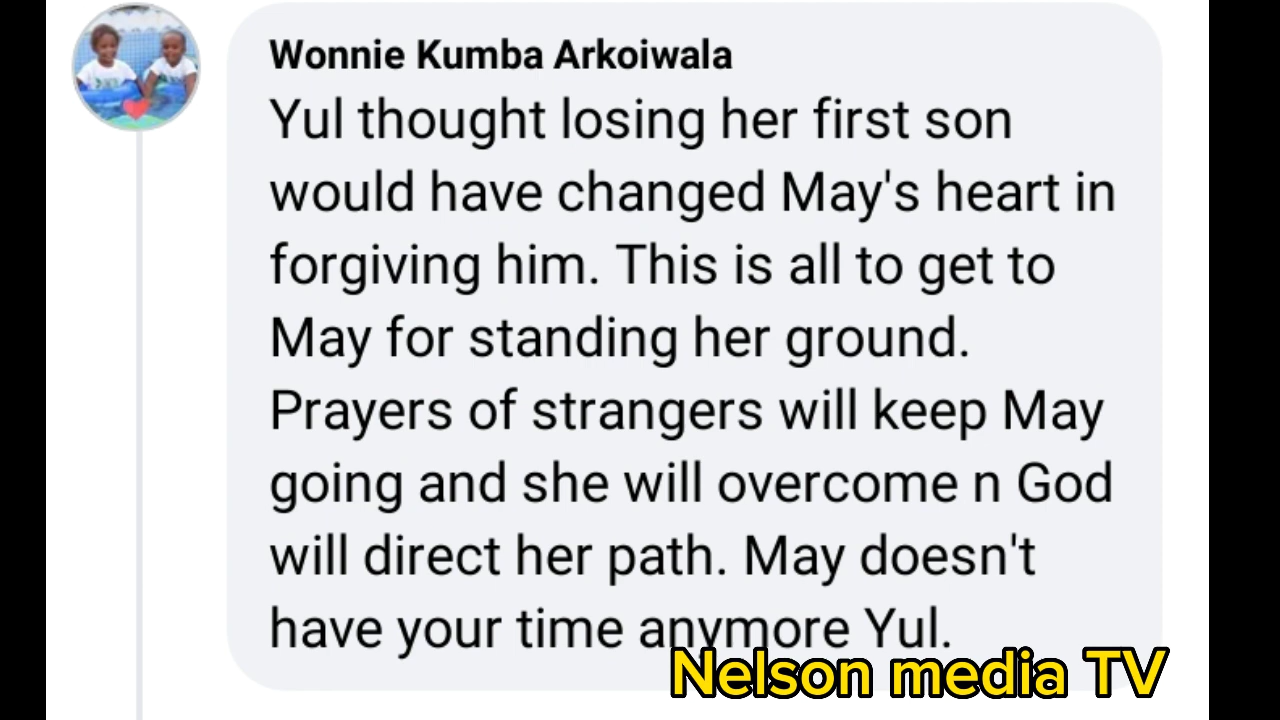 Wonnie Kumba Arkoiwala
Yul thought losing her first son
would have changed May's heart in
forgiving him. This is all to get to
May for standing her ground.
Prayers of strangers will keep May
going and she will overcome n God
will direct her path. May doesn't
have your time anymore Yul.
Nelson media TV